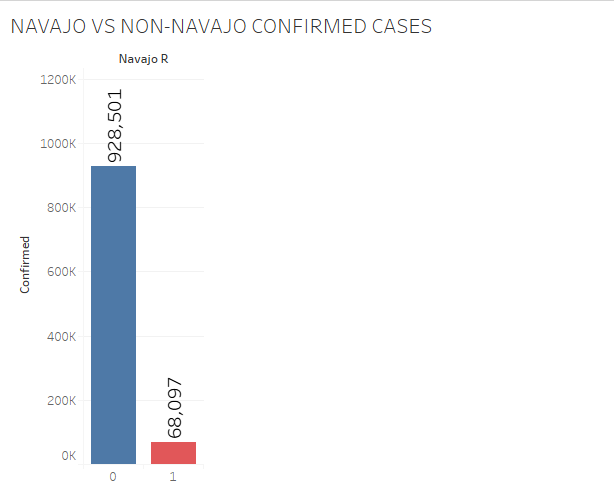 NAVAJO VS NON-NAVAJO CONFIRMED CASES
Navajo R
1200K
1000K
800K
600K
400K
200K
0K
Confirmed
928,501
68,097
0 1